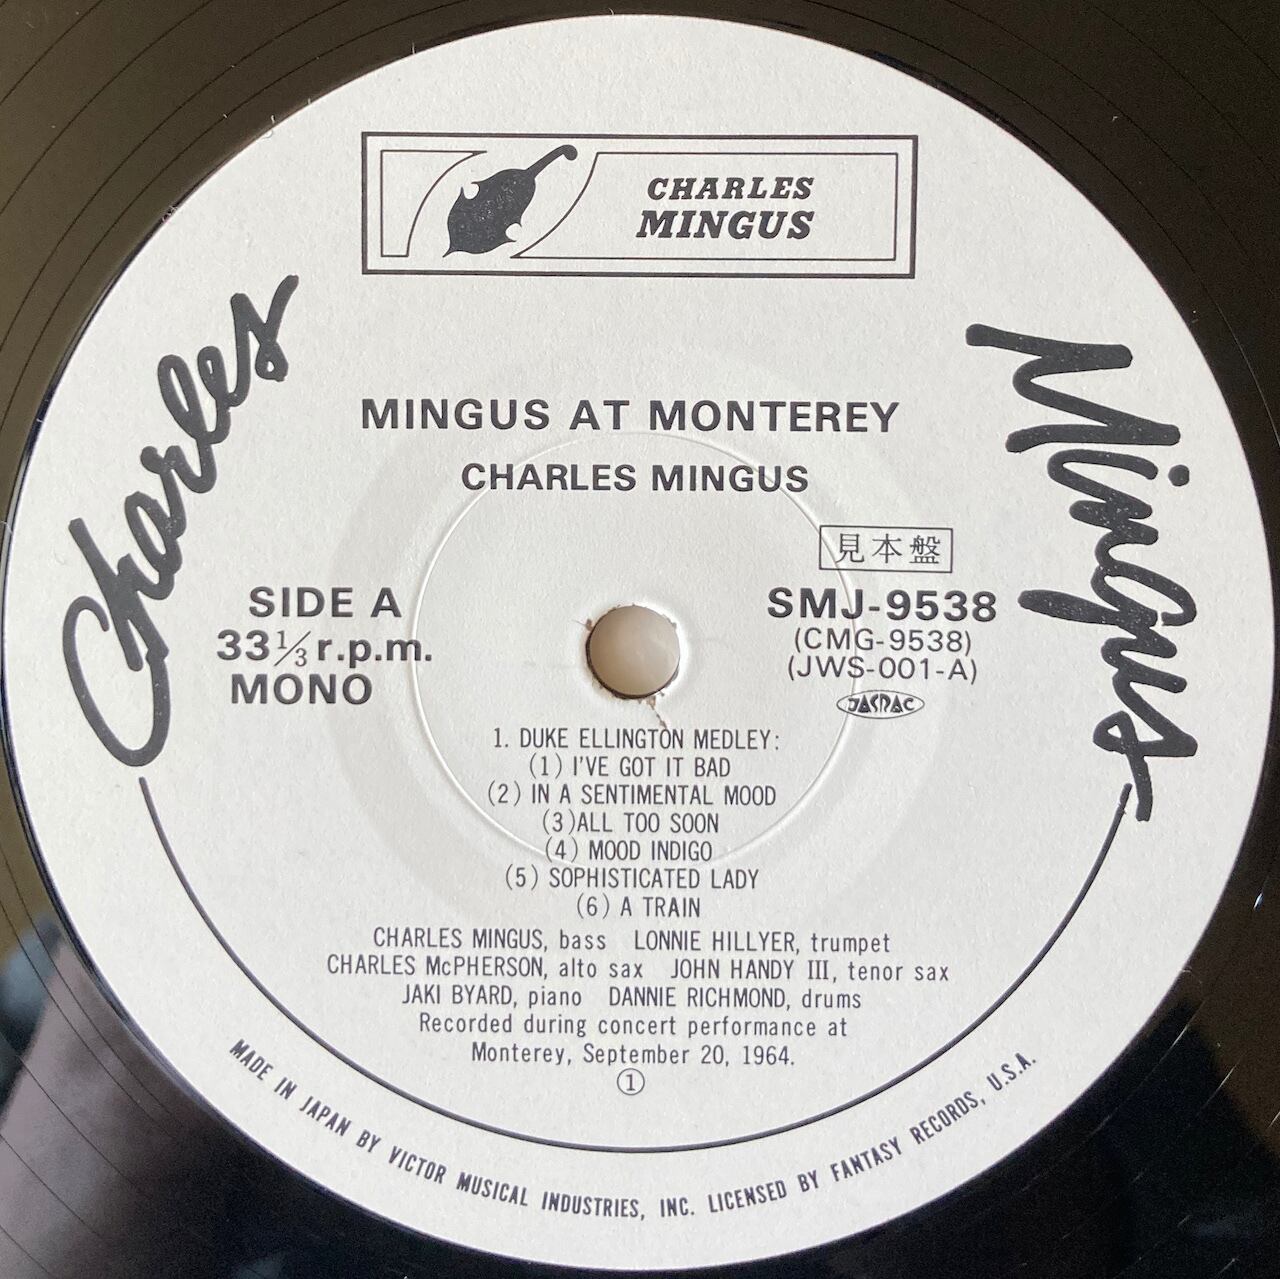 CHARLES
MINGUS
Charles
Mingus
MINGUS AT MONTEREY
CHARLES MINGUS
見本盤
SIDE A
33⅓ r.p.m.
MONO
SMJ-9538
(CMG-9538)
(JWS-001-A)
JASRAC
1. DUKE ELLINGTON MEDLEY:
(1) I'VE GOT IT BAD
(2) IN A SENTIMENTAL MOOD
(3)ALL TOO SOON
(4) MOOD INDIGO
(5) SOPHISTICATED LADY
(6) A TRAIN
CHARLES MINGUS, bass LONNIE HILLYER, trumpet
CHARLES McPHERSON, alto sax JOHN HANDY III, tenor sax
JAKI BYARD, piano DANNIE RICHMOND, drums
Recorded during concert performance at
Monterey, September 20, 1964.
①
MADE IN JAPAN BY VICTOR MUSICAL INDUSTRIES, INC. LICENSED BY FANTASY RECORDS, U.S.A.